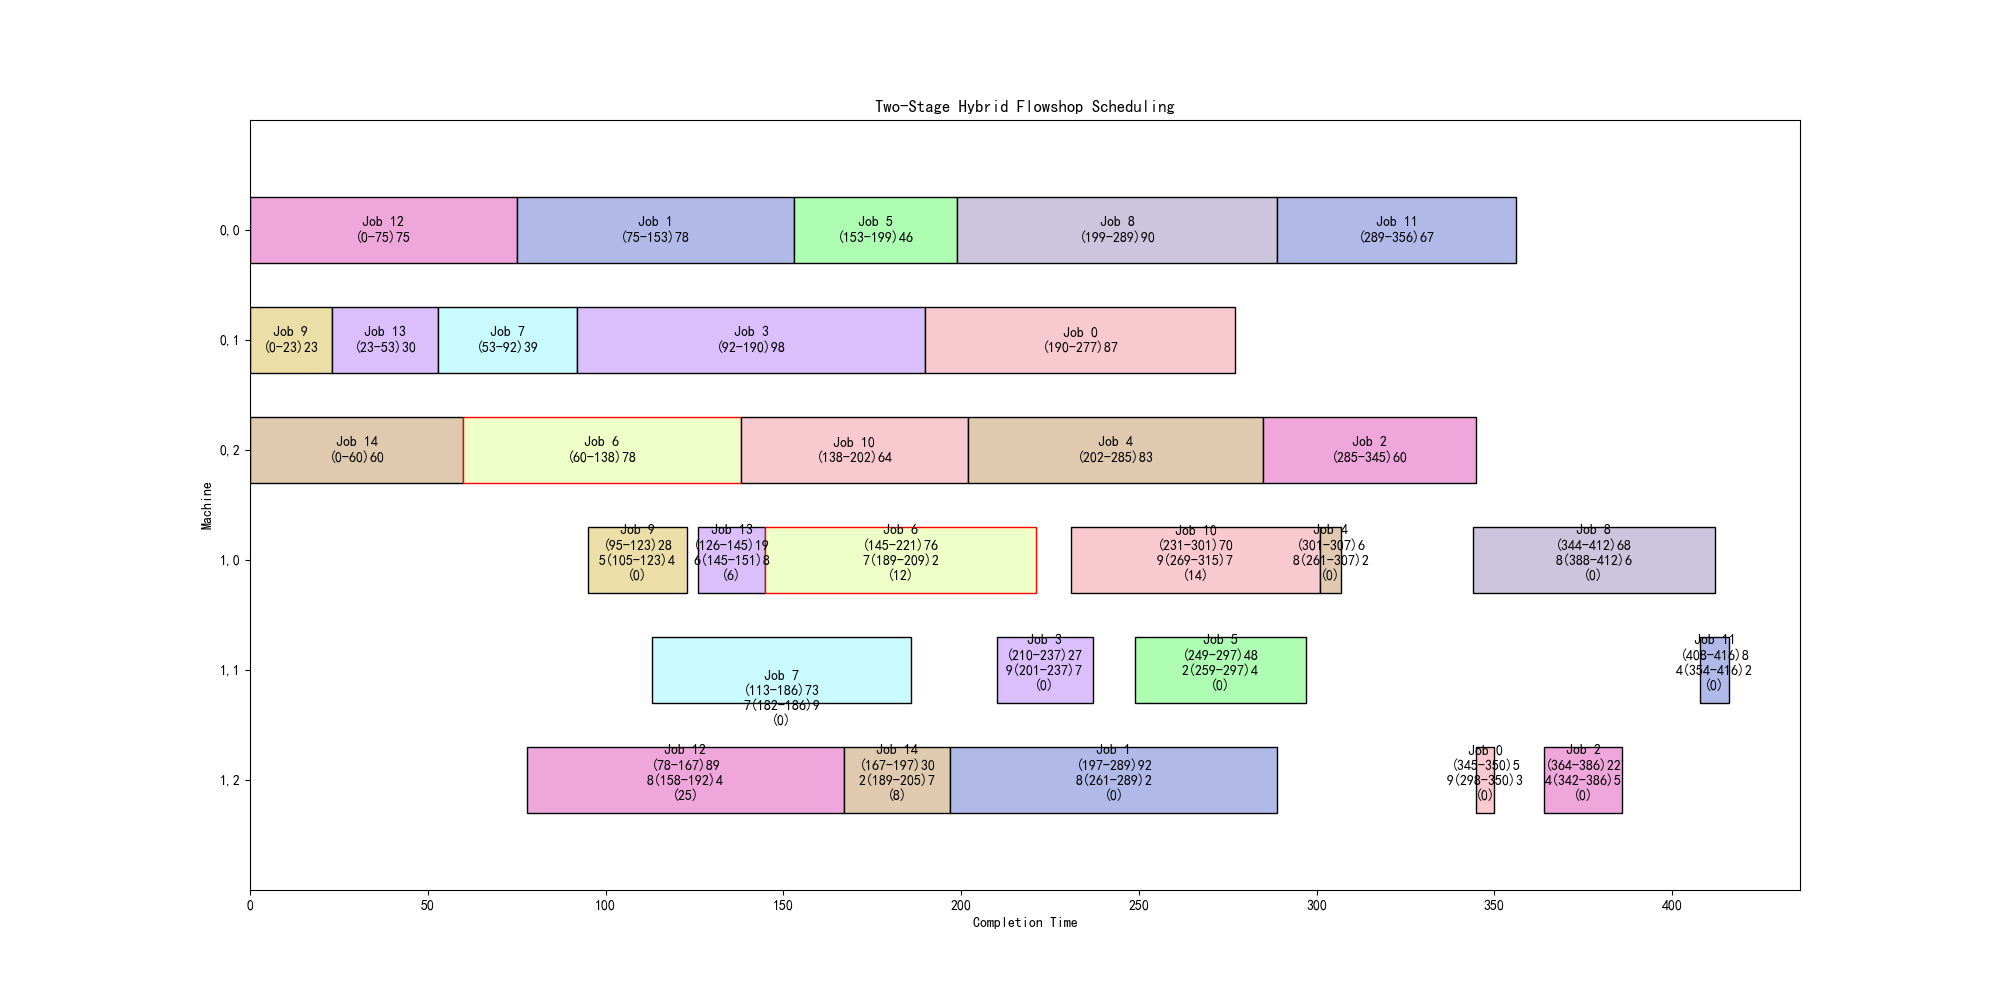 Two-Stage Hybrid Flowshop Scheduling
0,0
Job 12
(0-75)75
Job 1
(75-153)78
Job 5
(153-199)46
Job 8
(199-289)90
Job 11
(289-356)67
0,1
Job 9
(0-23)23
Job 13
(23-53)30
Job 7
(53-92)39
Job 3
(92-190)98
Job 0
(190-277)87
0,2
Job 14
(0-60)60
Job 6
(60-138)78
Job 10
(138-202)64
Job 4
(202-285)83
Job 2
(285-345)60
Machine
1,0
Job 9
(95-123)28
5(105-123)4
(0)
Job 13
(126-145)19
6(145-151)8
(6)
Job 6
(145-221)76
7(189-209)2
(12)
Job 10
(231-301)70
9(269-315)7
(14)
Job 4
(301-307)6
8(261-307)2
(0)
Job 8
(344-412)68
8(388-412)6
(0)
1,1
Job 7
(113-186)73
7(182-186)9
(0)
Job 3
(210-237)27
9(201-237)7
(0)
Job 5
(249-297)48
2(259-297)4
(0)
Job 11
(408-416)8
4(354-416)2
(0)
1,2
Job 12
(78-167)89
8(158-192)4
(25)
Job 14
(167-197)30
2(189-205)7
(8)
Job 1
(197-289)92
8(261-289)2
(0)
Job 0
(345-350)5
9(298-350)3
(0)
Job 2
(364-386)22
4(342-386)5
(0)
0
50
100
150
200
250
300
350
400
Completion Time